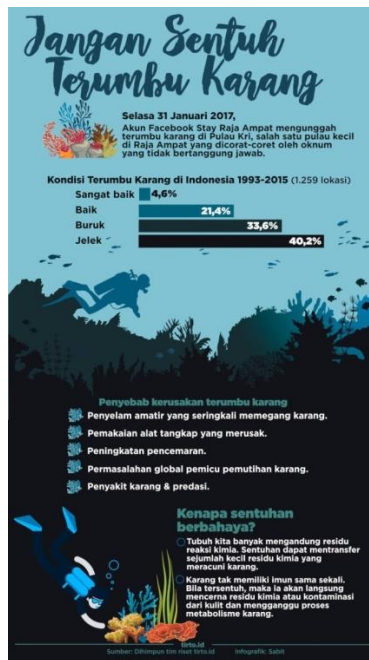 Jangan Sentuh
Terumbu Karang
Selasa 31 Januari 2017,
Akun Facebook Stay Raja Ampat mengunggah
terumbu karang di Pulau Kri, salah satu pulau kecil
di Raja Ampat yang dicorat-coret oleh oknum
yang tidak bertanggung jawab.
Kondisi Terumbu Karang di Indonesia 1993-2015 (1.259 lokasi)
Sangat baik 4,6%
Baik 21,4%
Buruk 33,6%
Jelek 40,2%
Penyebab kerusakan terumbu karang
Penyelam amatir yang seringkali memegang karang.
Pemakaian alat tangkap yang merusak.
Peningkatan pencemaran.
Permasalahan global pemicu pemutihan karang.
Penyakit karang & predasi.
Kenapa sentuhan
berbahaya?
Tubuh kita banyak mengandung residu
reaksi kimia. Sentuhan dapat mentransfer
sejumlah kecil residu kimia yang
meracuni karang.
Karang tak memiliki imun sama sekali.
Bila tersentuh, maka ia akan langsung
mencerna residu kimia atau kontaminasi
dari kulit dan mengganggu proses
metabolisme karang.
tirto.id
Sumber: Dihimpun tim riset tirto.id Infografik: Sabit